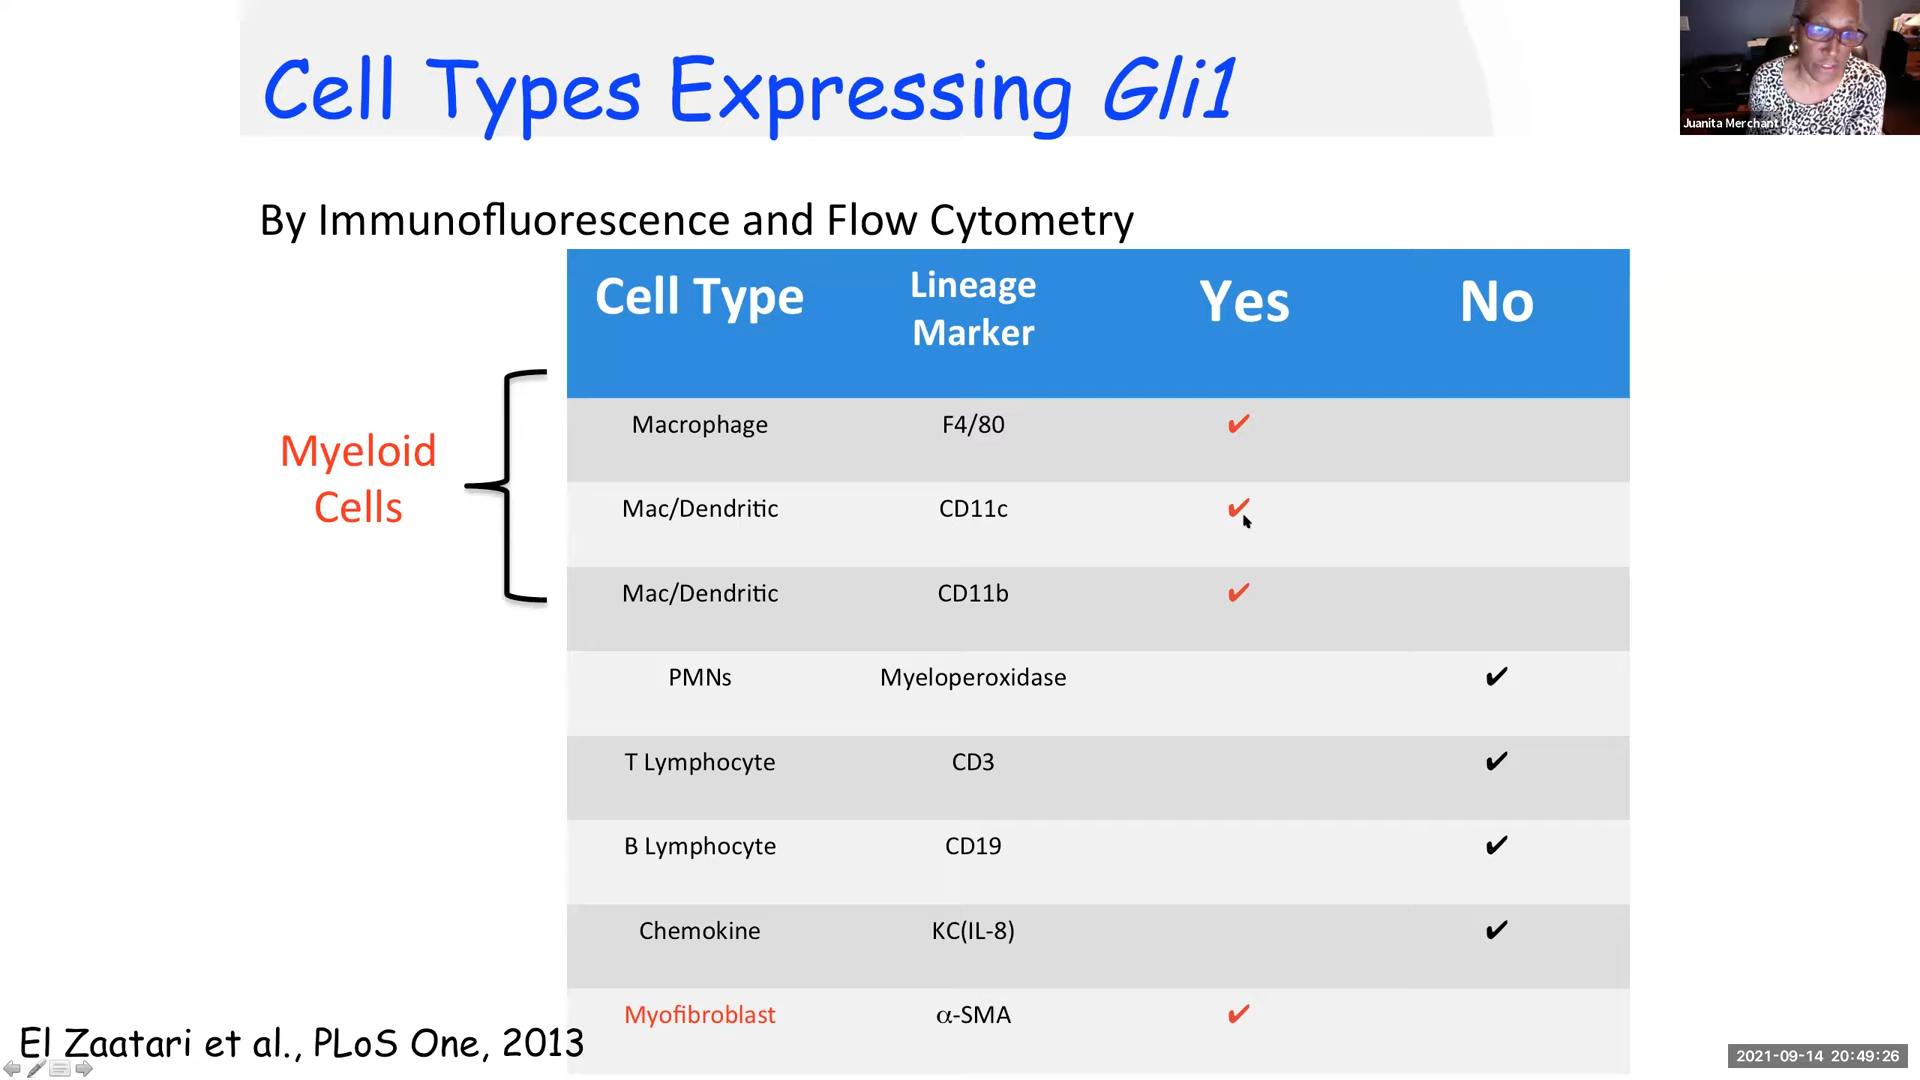 Cell Types Expressing Gli1
Juanita Merchant
By Immunofluorescence and Flow Cytometry
Cell Type Lineage Marker Yes No
Myeloid Cells
Macrophage F4/80 ✔
Mac/Dendritic CD11c ✔
Mac/Dendritic CD11b ✔
PMNs Myeloperoxidase ✔
T Lymphocyte CD3 ✔
B Lymphocyte CD19 ✔
Chemokine KC(IL-8) ✔
Myofibroblast α-SMA ✔
El Zaatari et al., PLoS One, 2013
2021-09-14 20:49:26